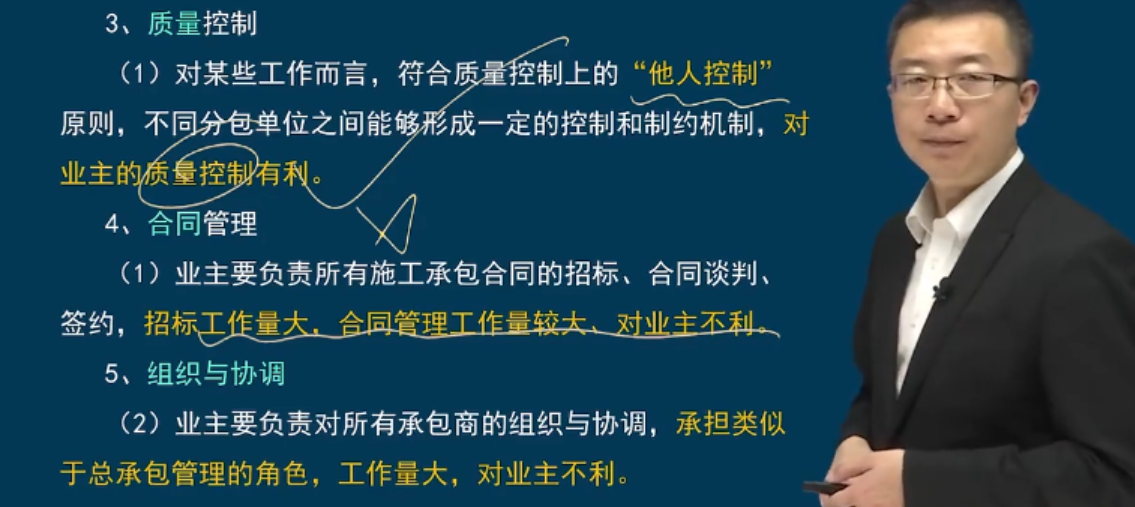 3、质量控制
（1）对某些工作而言，符合质量控制上的“他人控制”
原则，不同分包单位之间能够形成一定的控制和制约机制，对
业主的质量控制有利。
4、合同管理
（1）业主要负责所有施工承包合同的招标、合同谈判、
签约，招标工作量大，合同管理工作量较大、对业主不利。
5、组织与协调
（2）业主要负责对所有承包商的组织与协调，承担类似
于总承包管理的角色，工作量大，对业主不利。